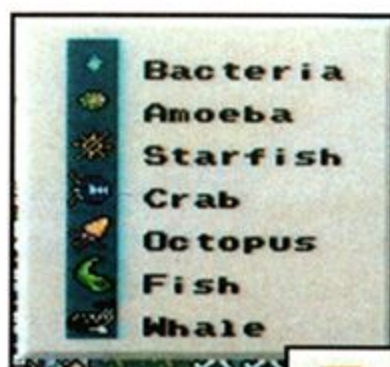 Bacteria
Amoeba
Starfish
Crab
Octopus
Fish
Whale